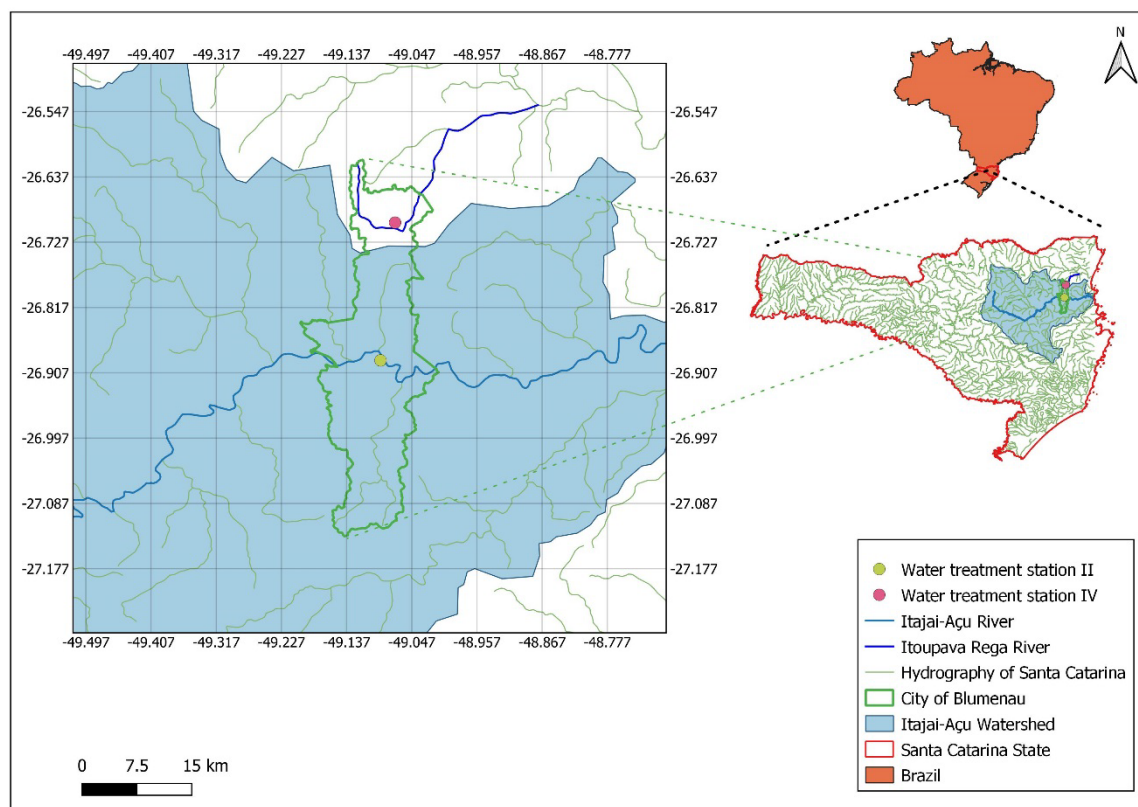 -49.497 -49.407 -49.317 -49.227 -49.137 -49.047 -48.957 -48.867 -48.777
N
-26.547 -26.547
-26.637 -26.637
-26.727 -26.727
-26.817 -26.817
-26.907 -26.907
-26.997 -26.997
-27.087 -27.087
-27.177 -27.177
-49.497 -49.407 -49.317 -49.227 -49.137 -49.047 -48.957 -48.867 -48.777
Water treatment station II
Water treatment station IV
Itajai-Açu River
Itoupava Rega River
Hydrography of Santa Catarina
City of Blumenau
Itajai-Açu Watershed
Santa Catarina State
Brazil
0 7.5 15 km